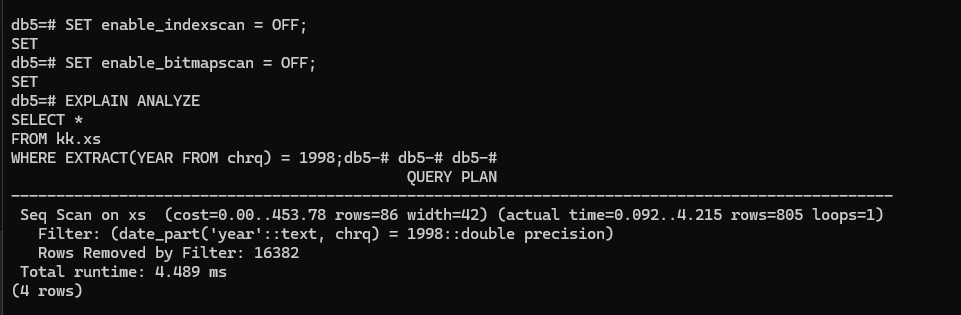 db5=# SET enable_indexscan = OFF;
SET
db5=# SET enable_bitmapscan = OFF;
SET
db5=# EXPLAIN ANALYZE
SELECT *
FROM kk.xs
WHERE EXTRACT(YEAR FROM chrq) = 1998;db5-# db5-# db5-#
QUERY PLAN
--------------------------------------------------------------------------------------------------
Seq Scan on xs  (cost=0.00..453.78 rows=86 width=42) (actual time=0.092..4.215 rows=805 loops=1)
Filter: (date_part('year'::text, chrq) = 1998::double precision)
Rows Removed by Filter: 16382
Total runtime: 4.489 ms
(4 rows)